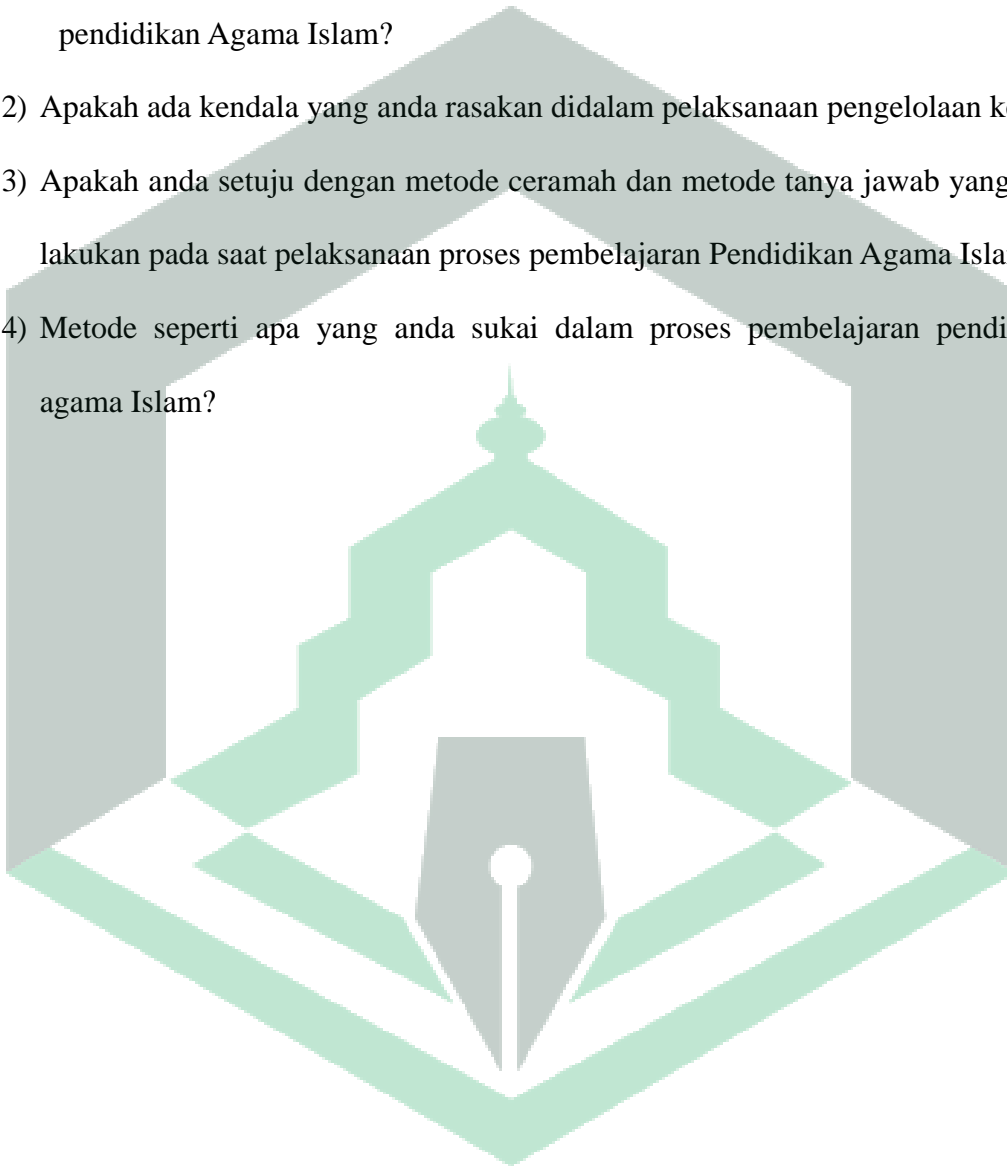 pendidikan Agama Islam?
2) Apakah ada kendala yang anda rasakan didalam pelaksanaan pengelolaan
3) Apakah anda setuju dengan metode ceramah dan metode tanya jawab yang
lakukan pada saat pelaksanaan proses pembelajaran Pendidikan Agama
4) Metode seperti apa yang anda sukai dalam proses pembelajaran
agama Islam?